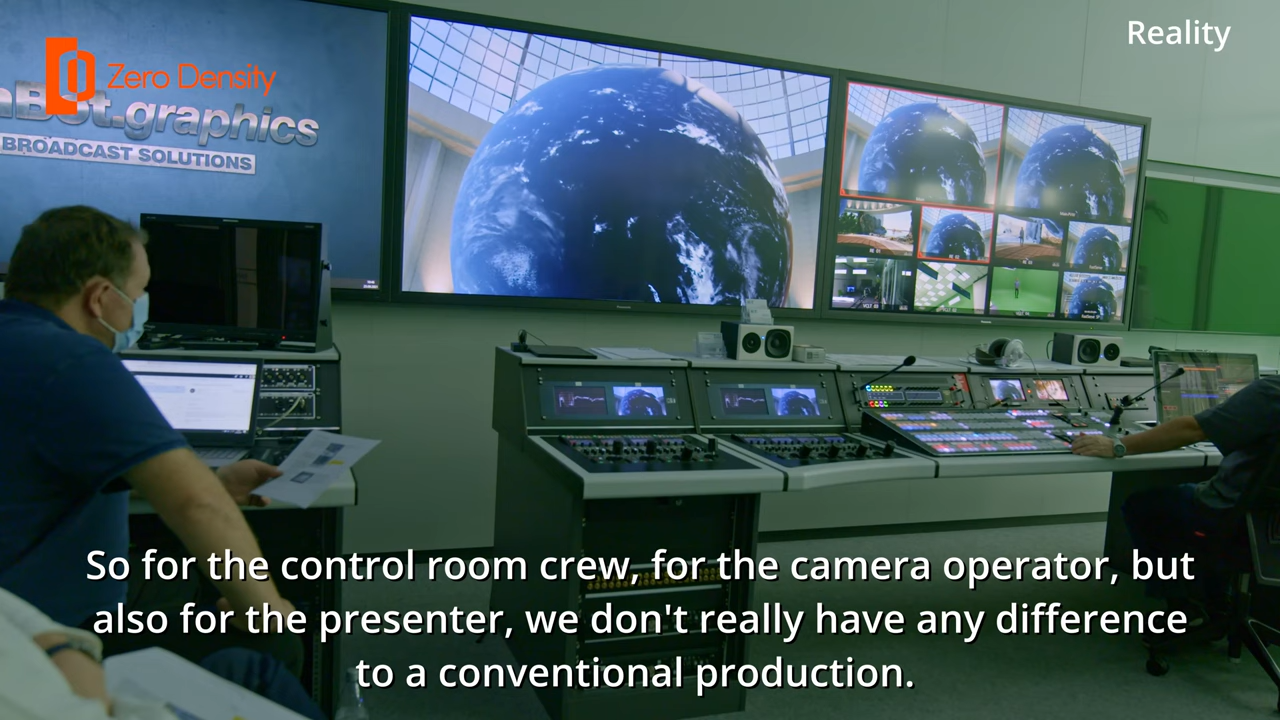 Reality
Zero Density
aBot.graphics
BROADCAST SOLUTIONS
So for the control room crew, for the camera operator, but
also for the presenter, we don't really have any difference
to a conventional production.